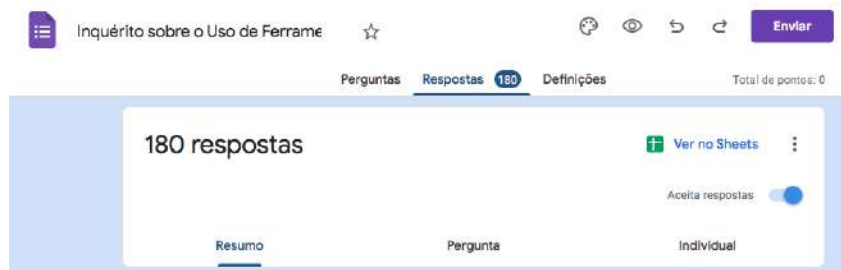 Inquérito sobre o Uso de Ferrame
Enviar
Perguntas Respostas 180 Definições Total de pontos: 0
180 respostas Ver no Sheets
Aceita respostas
Resumo Pergunta Individual